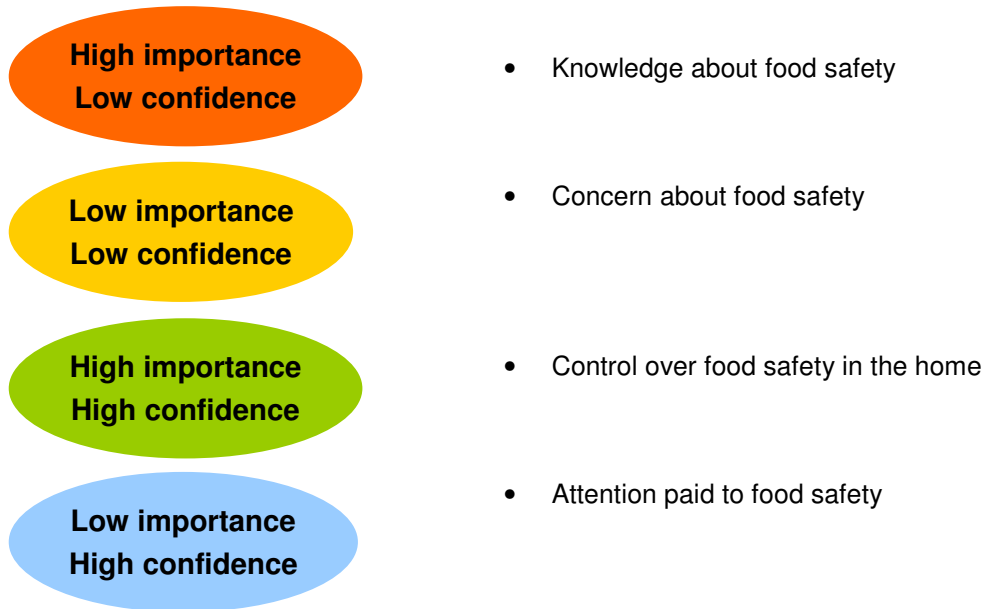 High importance
Low confidence
• Knowledge about food safety
Low importance
Low confidence
• Concern about food safety
High importance
High confidence
• Control over food safety in the home
Low importance
High confidence
• Attention paid to food safety